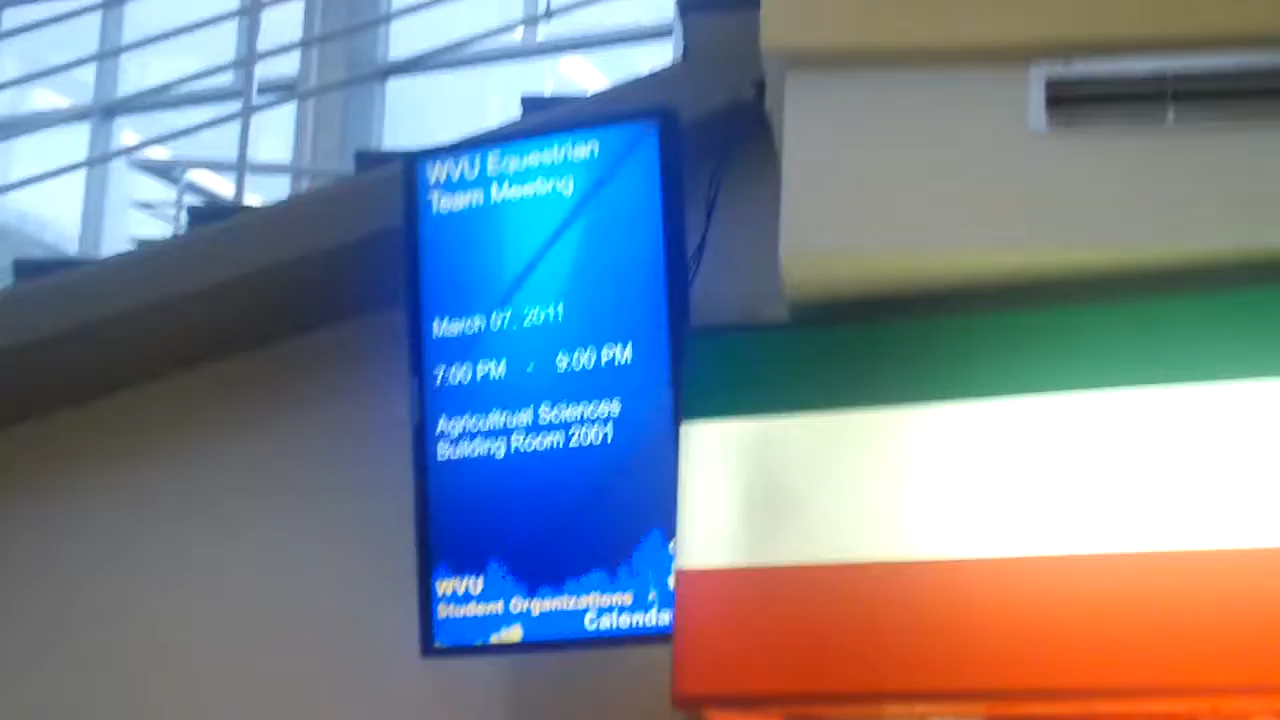 WVU Equestrian
Team Meeting
March 07, 2011
7:00 PM - 9:00 PM
Agricultrual Sciences
Building Room 2001
WVU
Student Organizations
Calenda